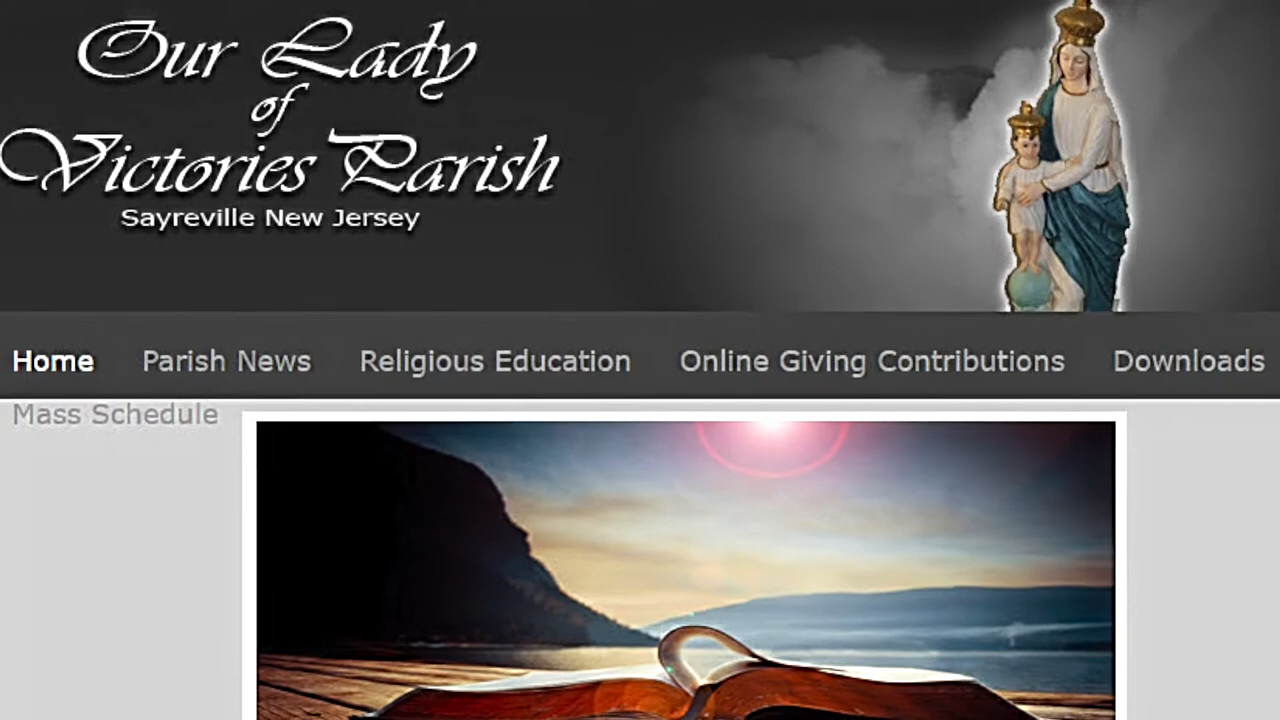 Our Lady
of
Victories Parish
Sayreville New Jersey
Home Parish News Religious Education Online Giving Contributions Downloads
Mass Schedule